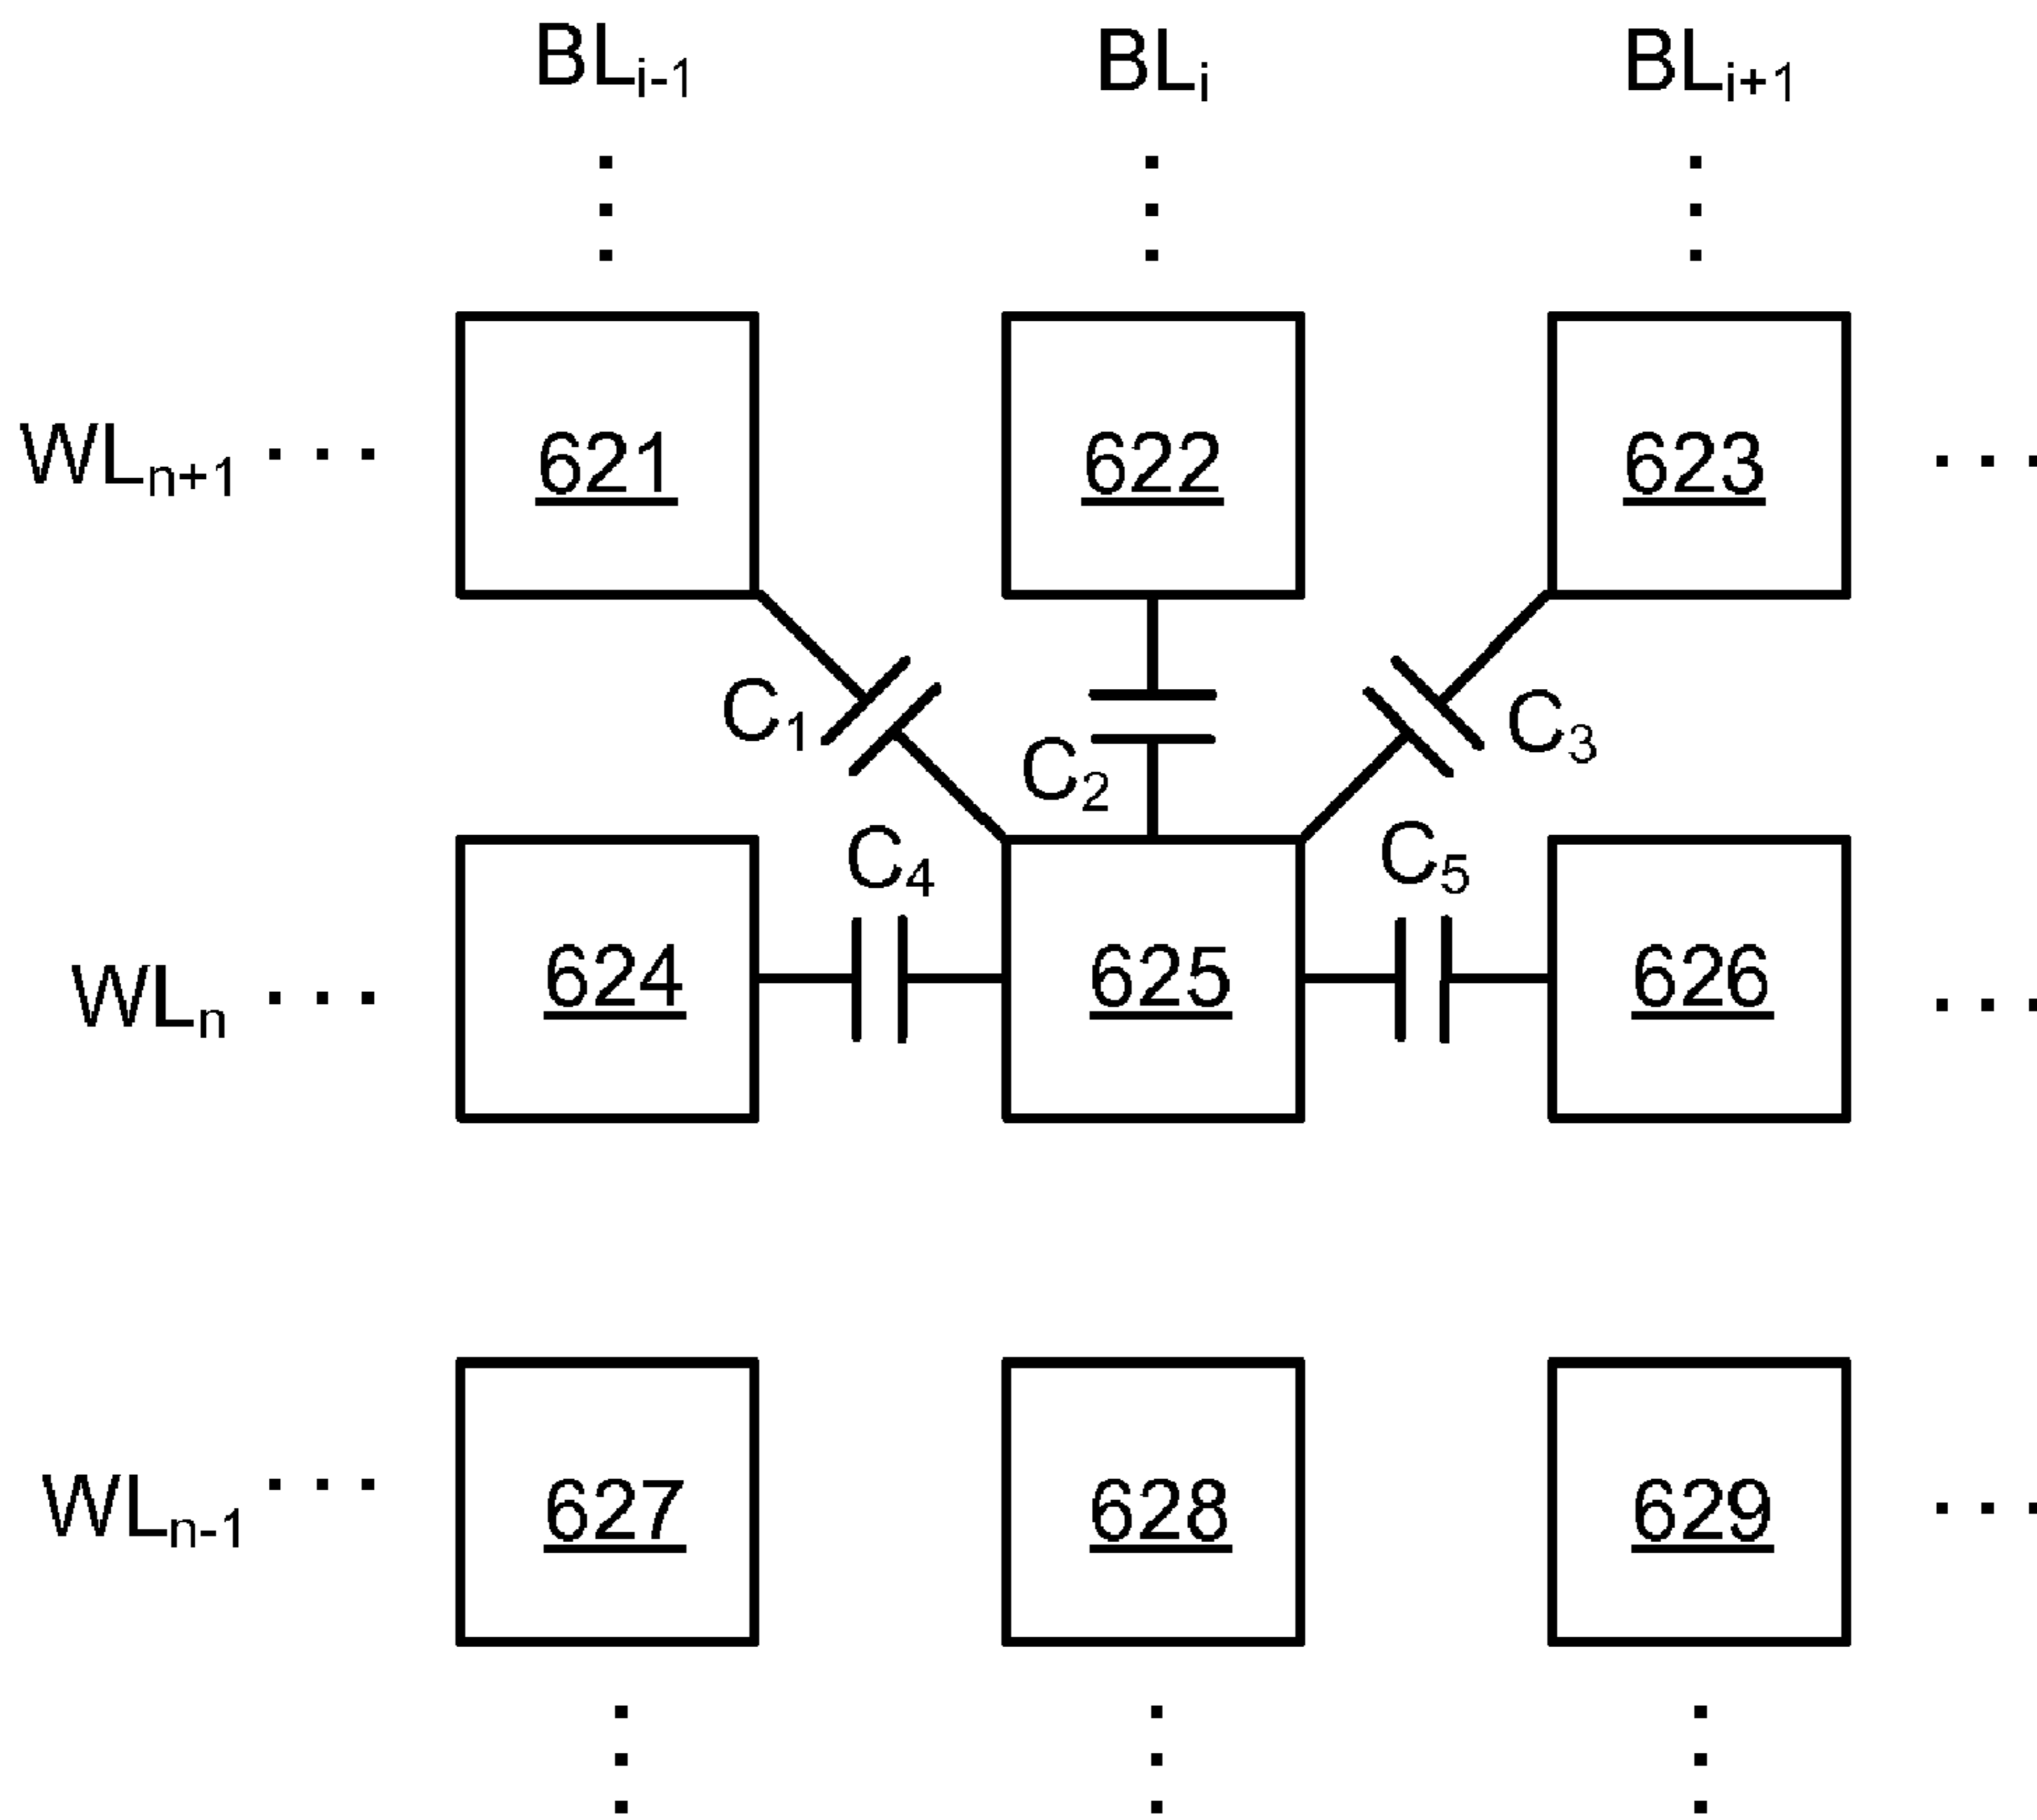 BLi-1 BLi BLi+1
WLn+1 ··· 621 622 623 ···
C1 C2 C3
C4 C5
WLn ··· 624 625 626 ···
WLn-1 ··· 627 628 629 ···